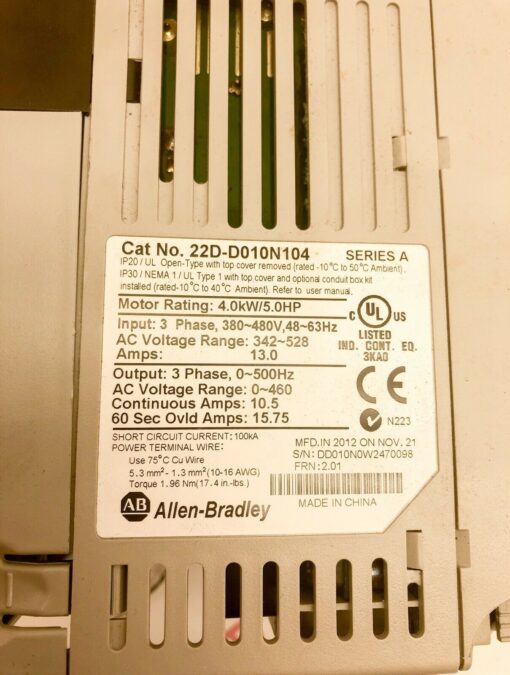 Cat No. 22D-D010N104 SERIES A
IP20 / UL Open-Type with top cover removed (rated -10°C to 50°C Ambient).
IP30 / NEMA 1 / UL Type 1 with top cover and optional conduit box kit
installed (rated -10°C to 40°C Ambient). Refer to user manual.
Motor Rating: 4.0kW/5.0HP
Input: 3 Phase, 380~480V,48~63Hz
AC Voltage Range: 342~528
Amps: 13.0
C UL US
LISTED
IND. CONT. EQ.
3KA0
Output: 3 Phase, 0~500Hz
AC Voltage Range: 0~460
Continuous Amps: 10.5
60 Sec Ovld Amps: 15.75
CE
N223
SHORT CIRCUIT CURRENT:100kA
POWER TERMINAL WIRE:
Use 75°C Cu Wire
5.3 mm² - 1.3 mm²(10-16 AWG)
Torque 1.96 Nm(17.4 in.-lbs.)
MFD.IN 2012 ON NOV. 21
S/N: DD010N0W2470098
FRN:2.01
MADE IN CHINA
AB Allen-Bradley